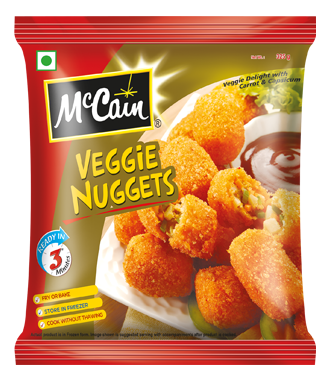 Veggie Delight with
Carrot & Capsicum
McCain®
VEGGIE
NUGGETS
READY IN
3
Minutes
FRY OR BAKE
STORE IN FREEZER
COOK WITHOUT THAWING